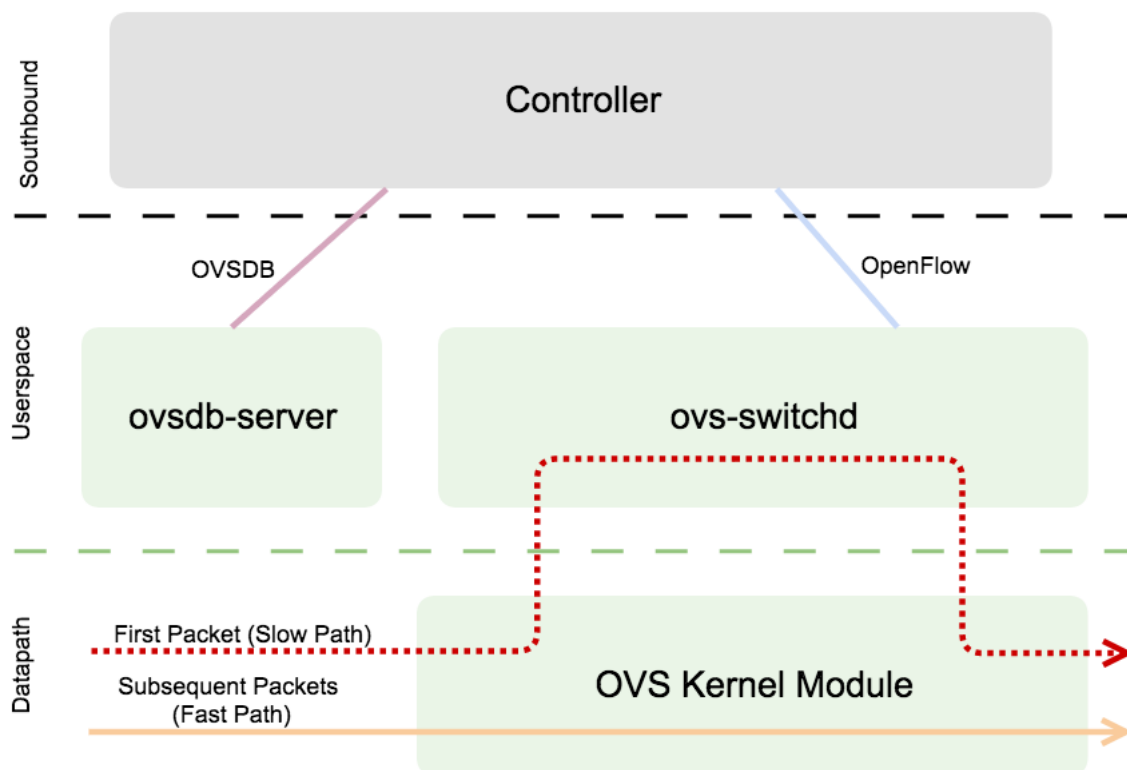 Southbound
Controller
OVSDB
OpenFlow
Userspace
ovsdb-server
ovs-switchd
Datapath
First Packet (Slow Path)
Subsequent Packets
(Fast Path)
OVS Kernel Module